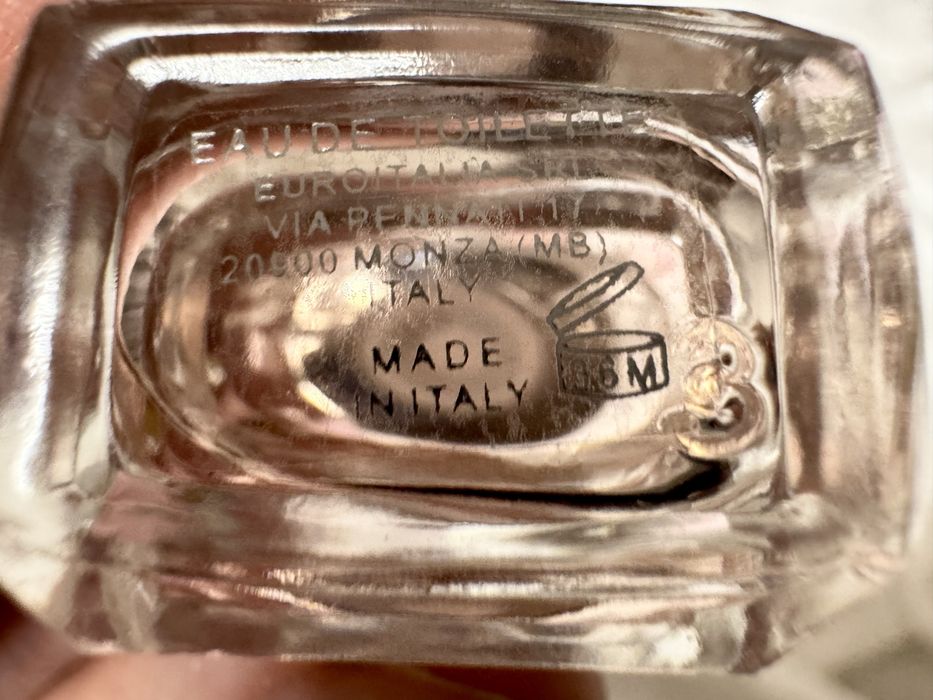 EAU DE TOILETTE
EUROITALIA SRL
VIA PENNATI 17
20900 MONZA (MB)
ITALY
MADE
IN ITALY
36M